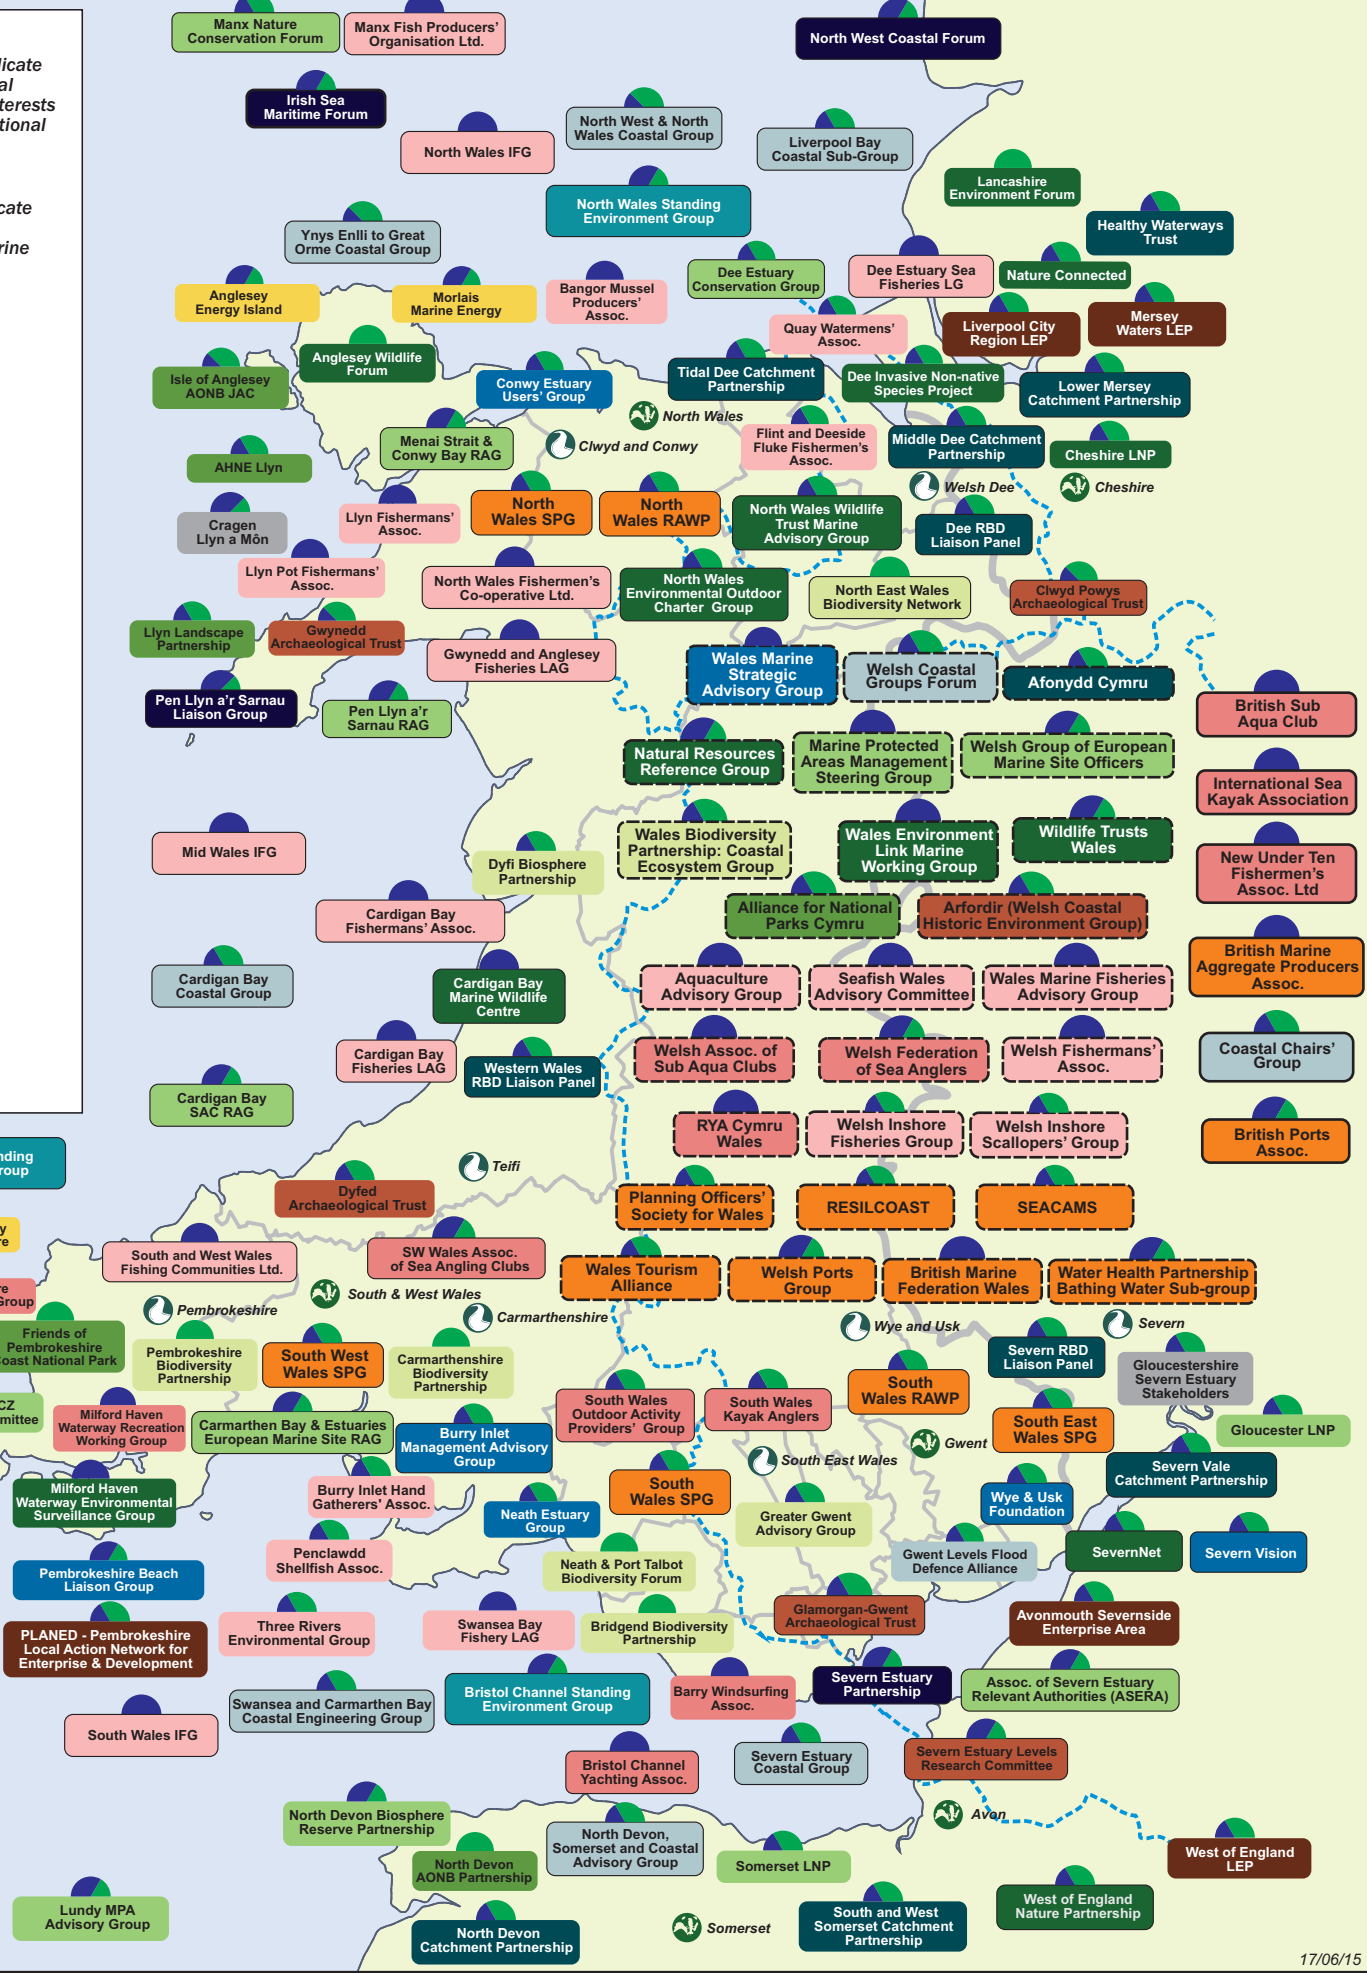 Manx Nature
Conservation Forum
Manx Fish Producers'
Organisation Ltd.
North West Coastal Forum
Irish Sea
Maritime Forum
North West & North
Wales Coastal Group
North Wales IFG
Liverpool Bay
Coastal Sub-Group
Lancashire
Environment Forum
North Wales Standing
Environment Group
Healthy Waterways
Trust
Ynys Enlli to Great
Orme Coastal Group
Dee Estuary
Conservation Group
Dee Estuary Sea
Fisheries LG
Nature Connected
Anglesey
Energy Island
Morlais
Marine Energy
Bangor Mussel
Producers'
Assoc.
Quay Watermens'
Assoc.
Liverpool City
Region LEP
Mersey
Waters LEP
Anglesey Wildlife
Forum
Isle of Anglesey
AONB JAC
Conwy Estuary
Users' Group
Tidal Dee Catchment
Partnership
Dee Invasive Non-native
Species Project
Lower Mersey
Catchment Partnership
North Wales
Clwyd and Conwy
Menai Strait &
Conwy Bay RAG
Flint and Deeside
Fluke Fishermen's
Assoc.
Middle Dee Catchment
Partnership
Cheshire LNP
AHNE Llyn
Welsh Dee
Cheshire
Cragen
Llyn a Môn
Llyn Fishermans'
Assoc.
North
Wales SPG
North
Wales RAWP
North Wales Wildlife
Trust Marine
Advisory Group
Dee RBD
Liaison Panel
Llyn Pot Fishermans'
Assoc.
North Wales Fishermen's
Co-operative Ltd.
North Wales
Environmental Outdoor
Charter Group
North East Wales
Biodiversity Network
Clwyd Powys
Archaeological Trust
Llyn Landscape
Partnership
Gwynedd
Archaeological Trust
Gwynedd and Anglesey
Fisheries LAG
Wales Marine
Strategic
Advisory Group
Welsh Coastal
Groups Forum
Afonydd Cymru
Pen Llyn a'r Sarnau
Liaison Group
Pen Llyn a'r
Sarnau RAG
British Sub
Aqua Club
Natural Resources
Reference Group
Marine Protected
Areas Management
Steering Group
Welsh Group of European
Marine Site Officers
International Sea
Kayak Association
Mid Wales IFG
Dyfi Biosphere
Partnership
Wales Biodiversity
Partnership: Coastal
Ecosystem Group
Wales Environment
Link Marine
Working Group
Wildlife Trusts
Wales
New Under Ten
Fishermen's
Assoc. Ltd
Cardigan Bay
Fishermans' Assoc.
Alliance for National
Parks Cymru
Arfordir (Welsh Coastal
Historic Environment Group)
British Marine
Aggregate Producers
Assoc.
Cardigan Bay
Coastal Group
Cardigan Bay
Marine Wildlife
Centre
Aquaculture
Advisory Group
Seafish Wales
Advisory Committee
Wales Marine Fisheries
Advisory Group
Cardigan Bay
Fisheries LAG
Western Wales
RBD Liaison Panel
Welsh Assoc. of
Sub Aqua Clubs
Welsh Federation
of Sea Anglers
Welsh Fishermans'
Assoc.
Coastal Chairs'
Group
Cardigan Bay
SAC RAG
RYA Cymru
Wales
Welsh Inshore
Fisheries Group
Welsh Inshore
Scallopers' Group
British Ports
Assoc.
Teifi
Dyfed
Archaeological Trust
Planning Officers'
Society for Wales
RESILCOAST
SEACAMS
South and West Wales
Fishing Communities Ltd.
SW Wales Assoc.
of Sea Angling Clubs
Wales Tourism
Alliance
Welsh Ports
Group
British Marine
Federation Wales
Water Health Partnership
Bathing Water Sub-group
South & West Wales
Pembrokeshire
Carmarthenshire
Wye and Usk
Severn
Friends of
Pembrokeshire
Coast National Park
Pembrokeshire
Biodiversity
Partnership
South West
Wales SPG
Carmarthenshire
Biodiversity
Partnership
Severn RBD
Liaison Panel
Gloucestershire
Severn Estuary
Stakeholders
South Wales
Outdoor Activity
Providers' Group
South Wales
Kayak Anglers
South
Wales RAWP
Milford Haven
Waterway Recreation
Working Group
Carmarthen Bay & Estuaries
European Marine Site RAG
Burry Inlet
Management Advisory
Group
South East
Wales SPG
Gloucester LNP
Gwent
South East Wales
Severn Vale
Catchment Partnership
Milford Haven
Waterway Environmental
Surveillance Group
Burry Inlet Hand
Gatherers' Assoc.
South
Wales SPG
Wye & Usk
Foundation
Neath Estuary
Group
Greater Gwent
Advisory Group
Penclawdd
Shellfish Assoc.
Neath & Port Talbot
Biodiversity Forum
Gwent Levels Flood
Defence Alliance
SevernNet
Severn Vision
Pembrokeshire Beach
Liaison Group
PLANED - Pembrokeshire
Local Action Network for
Enterprise & Development
Three Rivers
Environmental Group
Swansea Bay
Fishery LAG
Bridgend Biodiversity
Partnership
Glamorgan-Gwent
Archaeological Trust
Avonmouth Severnside
Enterprise Area
Swansea and Carmarthen Bay
Coastal Engineering Group
Bristol Channel Standing
Environment Group
Barry Windsurfing
Assoc.
Severn Estuary
Partnership
Assoc. of Severn Estuary
Relevant Authorities (ASERA)
South Wales IFG
Bristol Channel
Yachting Assoc.
Severn Estuary
Coastal Group
Severn Estuary Levels
Research Committee
North Devon Biosphere
Reserve Partnership
North Devon,
Somerset and Coastal
Advisory Group
Avon
North Devon
AONB Partnership
Somerset LNP
West of England
LEP
Lundy MPA
Advisory Group
North Devon
Catchment Partnership
Somerset
South and West
Somerset Catchment
Partnership
West of England
Nature Partnership
17/06/15